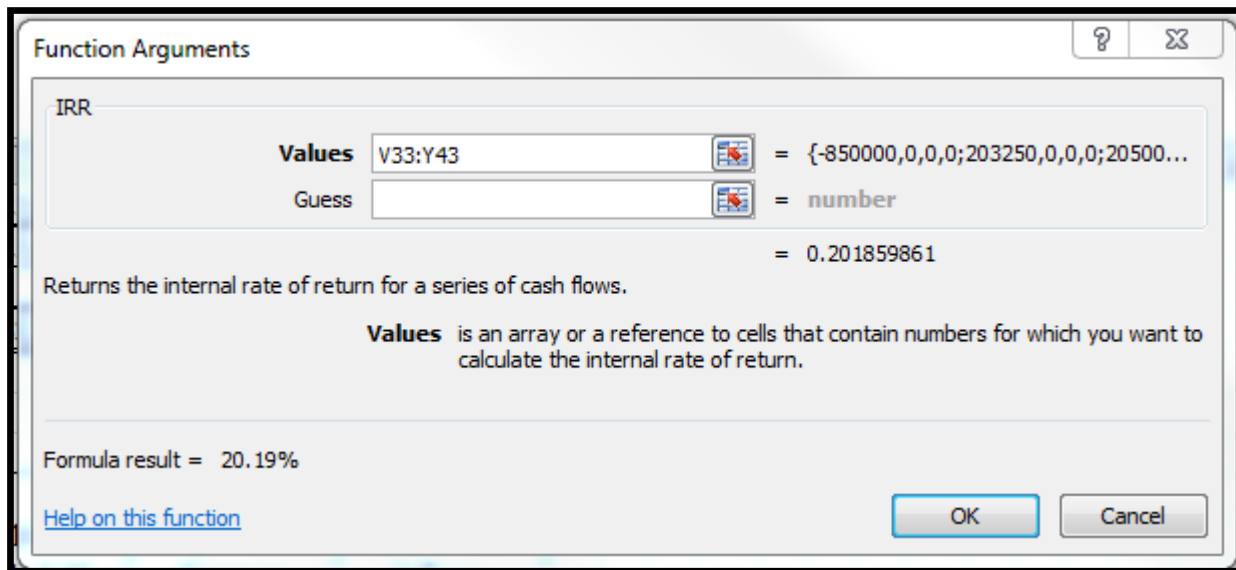 Function Arguments
IRR
Values V33:Y43 = {-850000,0,0,0;203250,0,0,0;20500...
Guess = number
= 0.201859861
Returns the internal rate of return for a series of cash flows.
Values is an array or a reference to cells that contain numbers for which you want to
calculate the internal rate of return.
Formula result = 20.19%
Help on this function
OK Cancel